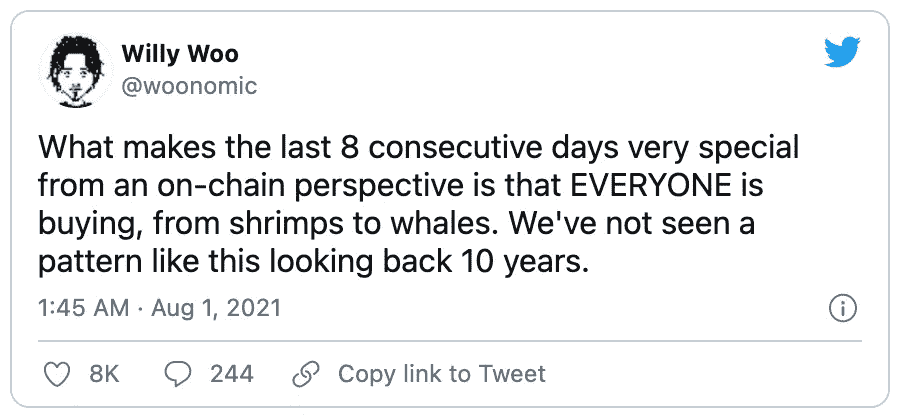 Willy Woo
@woonomic
What makes the last 8 consecutive days very special
from an on-chain perspective is that EVERYONE is
buying, from shrimps to whales. We've not seen a
pattern like this looking back 10 years.
1:45 AM · Aug 1, 2021
8K 244 Copy link to Tweet